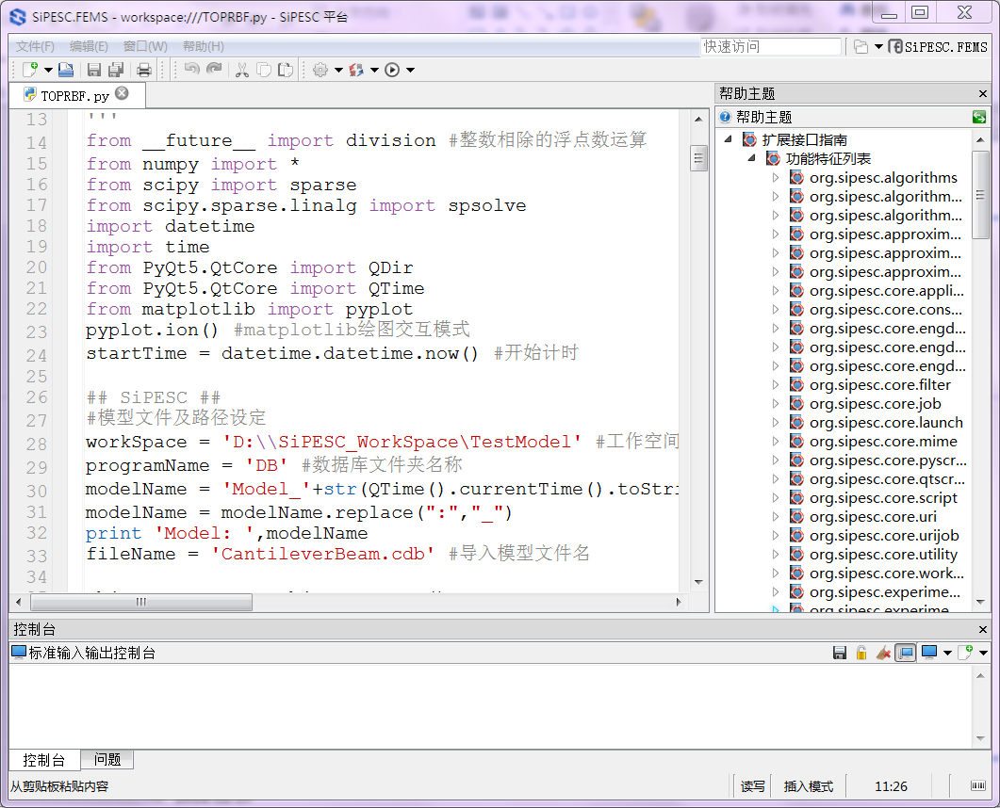 SiPESC.FEMS - workspace:///TOPRBF.py - SiPESC 平台
文件(F) 编辑(E) 窗口(W) 帮助(H)
快速访问
SiPESC.FEMS
TOPRBF.py
13 '''
14 from __future__ import division #整数相除的浮点数运算
15 from numpy import *
16 from scipy import sparse
17 from scipy.sparse.linalg import spsolve
18 import datetime
19 import time
20 from PyQt5.QtCore import QDir
21 from PyQt5.QtCore import QTime
22 from matplotlib import pyplot
23 pyplot.ion() #matplotlib绘图交互模式
24 startTime = datetime.datetime.now() #开始计时
25
26 ## SiPESC ##
27 #模型文件及路径设定
28 workSpace = 'D:\\SiPESC_WorkSpace\TestModel' #工作空间
29 programName = 'DB' #数据库文件夹名称
30 modelName = 'Model_'+str(QTime().currentTime().toStri
31 modelName = modelName.replace(":","_")
32 print 'Model: ',modelName
33 fileName = 'CantileverBeam.cdb' #导入模型文件名
34
帮助主题
帮助主题
扩展接口指南
功能特征列表
org.sipesc.algorithms
org.sipesc.algorithm...
org.sipesc.algorithm...
org.sipesc.approxim...
org.sipesc.approxim...
org.sipesc.approxim...
org.sipesc.core.appli...
org.sipesc.core.cons...
org.sipesc.core.engd...
org.sipesc.core.engd...
org.sipesc.core.engd...
org.sipesc.core.filter
org.sipesc.core.job
org.sipesc.core.launch
org.sipesc.core.mime
org.sipesc.core.pyscr...
org.sipesc.core.qtscr...
org.sipesc.core.script
org.sipesc.core.uri
org.sipesc.core.urijob
org.sipesc.core.utility
org.sipesc.core.work...
org.sipesc.experime...
org.sipesc.experime
控制台
标准输入输出控制台
控制台 问题
从剪贴板粘贴内容
读写 插入模式 11:26